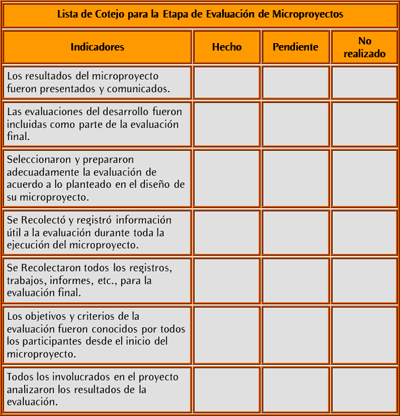 Lista de Cotejo para la Etapa de Evaluación de Microproyectos
Indicadores
Hecho
Pendiente
No
realizado
Los resultados del microproyecto
fueron presentados y comunicados.
Las evaluaciones del desarrollo fueron
incluidas como parte de la evaluación
final.
Seleccionaron y prepararon
adecuadamente la evaluación de
acuerdo a lo planteado en el diseño de
su microproyecto.
Se Recolectó y registró información
útil a la evaluación durante toda la
ejecución del microproyecto.
Se Recolectaron todos los registros,
trabajos, informes, etc., para la
evaluación final.
Los objetivos y criterios de la
evaluación fueron conocidos por todos
los participantes desde el inicio del
microproyecto.
Todos los involucrados en el proyecto
analizaron los resultados de la
evaluación.